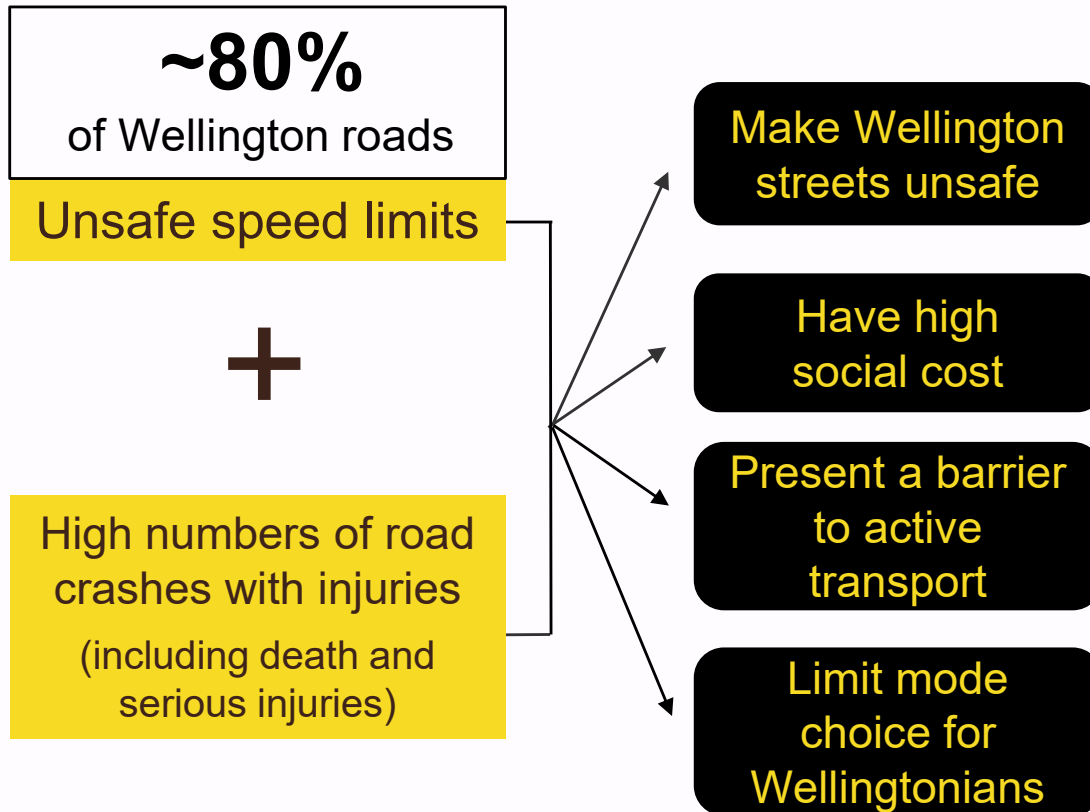 ~80%
of Wellington roads
Unsafe speed limits
+
High numbers of road
crashes with injuries
(including death and
serious injuries)
Make Wellington
streets unsafe
Have high
social cost
Present a barrier
to active
transport
Limit mode
choice for
Wellingtonians